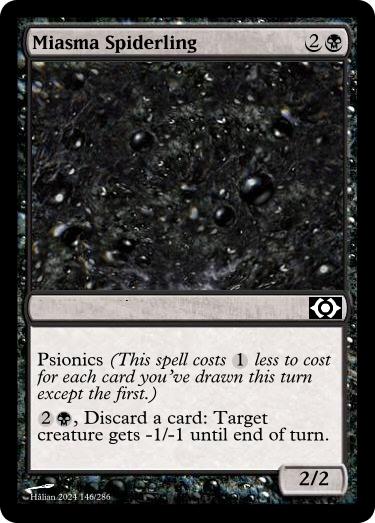 Miasma Spiderling 2
Psionics (This spell costs 1 less to cost
for each card you've drawn this turn
except the first.)
2, Discard a card: Target
creature gets -1/-1 until end of turn.
2/2
Hálian 2024 146/286